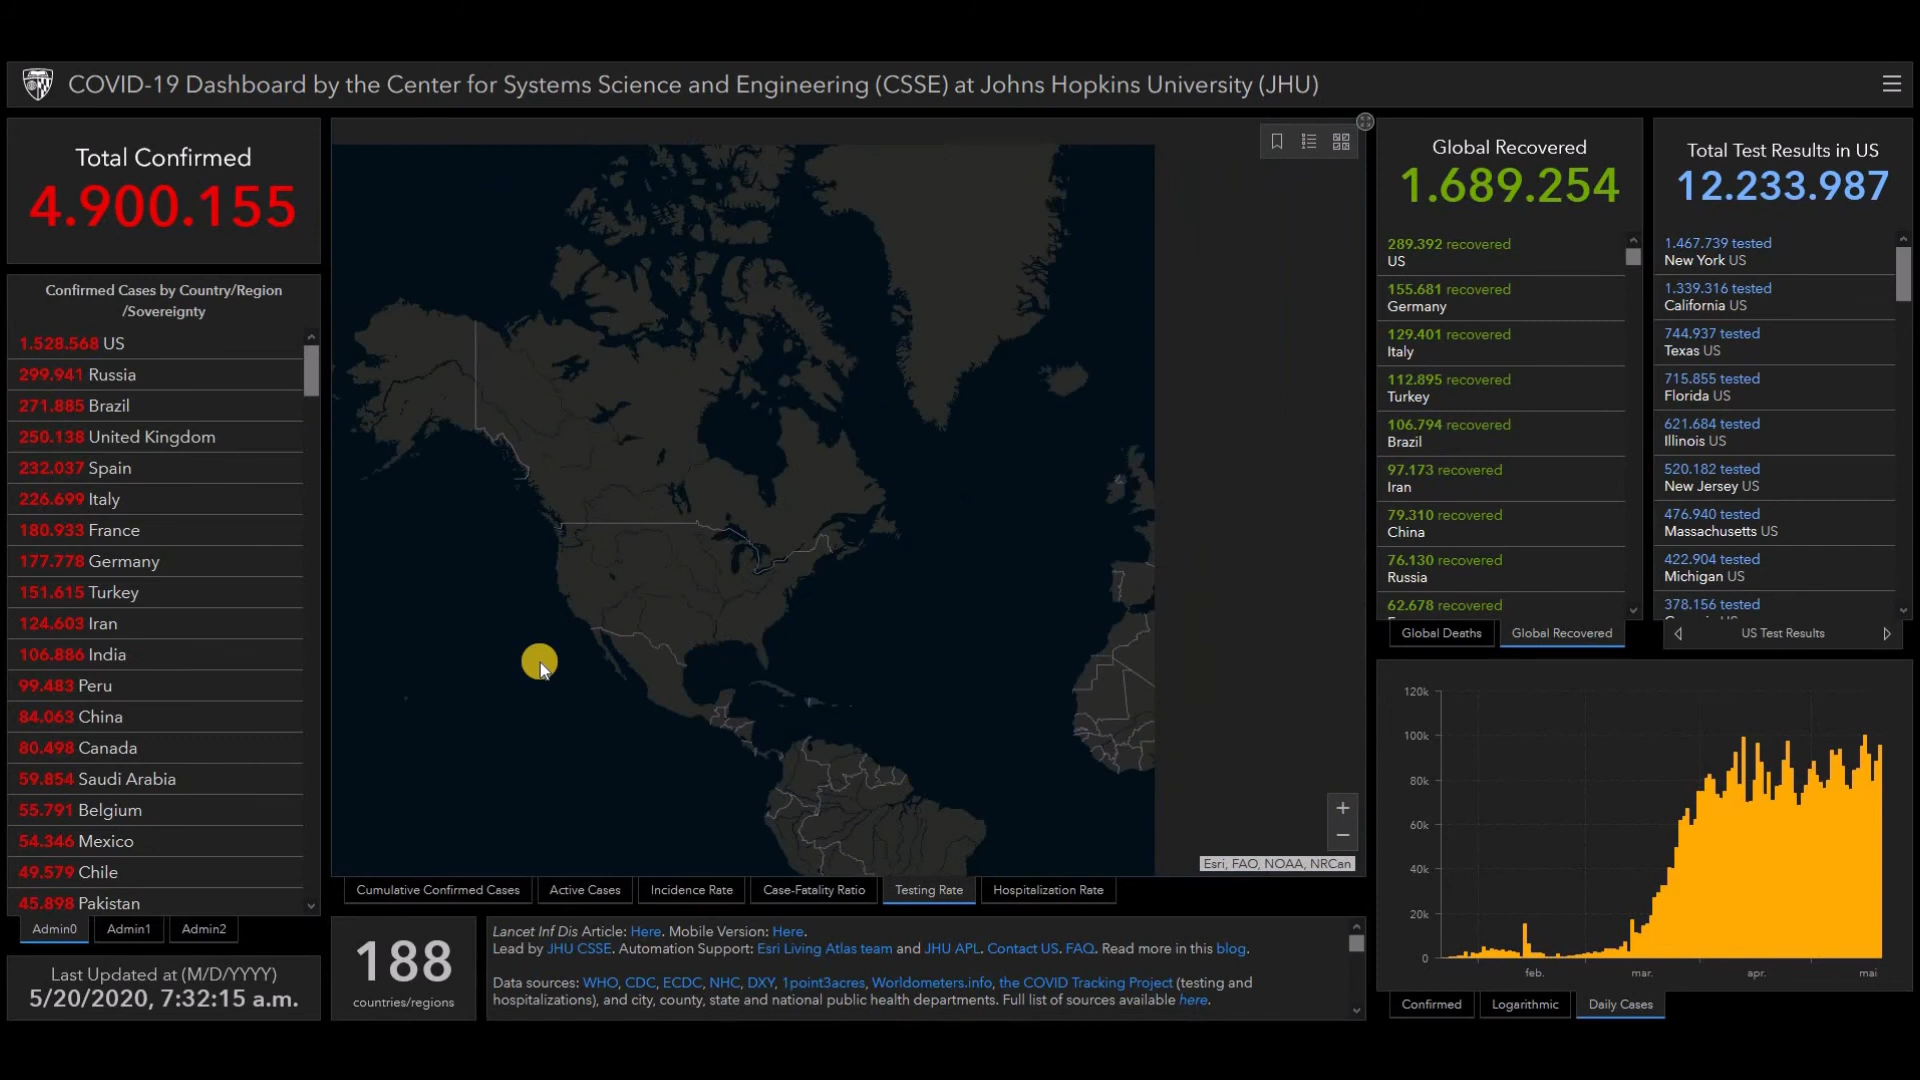 COVID-19 Dashboard by the Center for Systems Science and Engineering (CSSE) at Johns Hopkins University (JHU)
Total Confirmed
4.900.155
Confirmed Cases by Country/Region
/Sovereignty
1.528.568 US
299.941 Russia
271.885 Brazil
250.138 United Kingdom
232.037 Spain
226.699 Italy
180.933 France
177.778 Germany
151.615 Turkey
124.603 Iran
106.886 India
99.483 Peru
84.063 China
80.498 Canada
59.854 Saudi Arabia
55.791 Belgium
54.346 Mexico
49.579 Chile
45.898 Pakistan
Admin0 Admin1 Admin2
Last Updated at (M/D/YYYY)
5/20/2020, 7:32:15 a.m.
Esri, FAO, NOAA, NRCan
Cumulative Confirmed Cases Active Cases Incidence Rate Case-Fatality Ratio Testing Rate Hospitalization Rate
188
countries/regions
Lancet Inf Dis Article: Here. Mobile Version: Here.
Lead by JHU CSSE. Automation Support: Esri Living Atlas team and JHU APL. Contact US. FAQ. Read more in this blog.
Data sources: WHO, CDC, ECDC, NHC, DXY, 1point3acres, Worldometers.info, the COVID Tracking Project (testing and
hospitalizations), and city, county, state and national public health departments. Full list of sources available here.
Global Recovered
1.689.254
289.392 recovered
US
155.681 recovered
Germany
129.401 recovered
Italy
112.895 recovered
Turkey
106.794 recovered
Brazil
97.173 recovered
Iran
79.310 recovered
China
76.130 recovered
Russia
62.678 recovered
Global Deaths Global Recovered
Total Test Results in US
12.233.987
1.467.739 tested
New York US
1.339.316 tested
California US
744.937 tested
Texas US
715.855 tested
Florida US
621.684 tested
Illinois US
520.182 tested
New Jersey US
476.940 tested
Massachusetts US
422.904 tested
Michigan US
378.156 tested
US Test Results
120k
100k
80k
60k
40k
20k
0
feb. mar. apr. mai
Confirmed Logarithmic Daily Cases